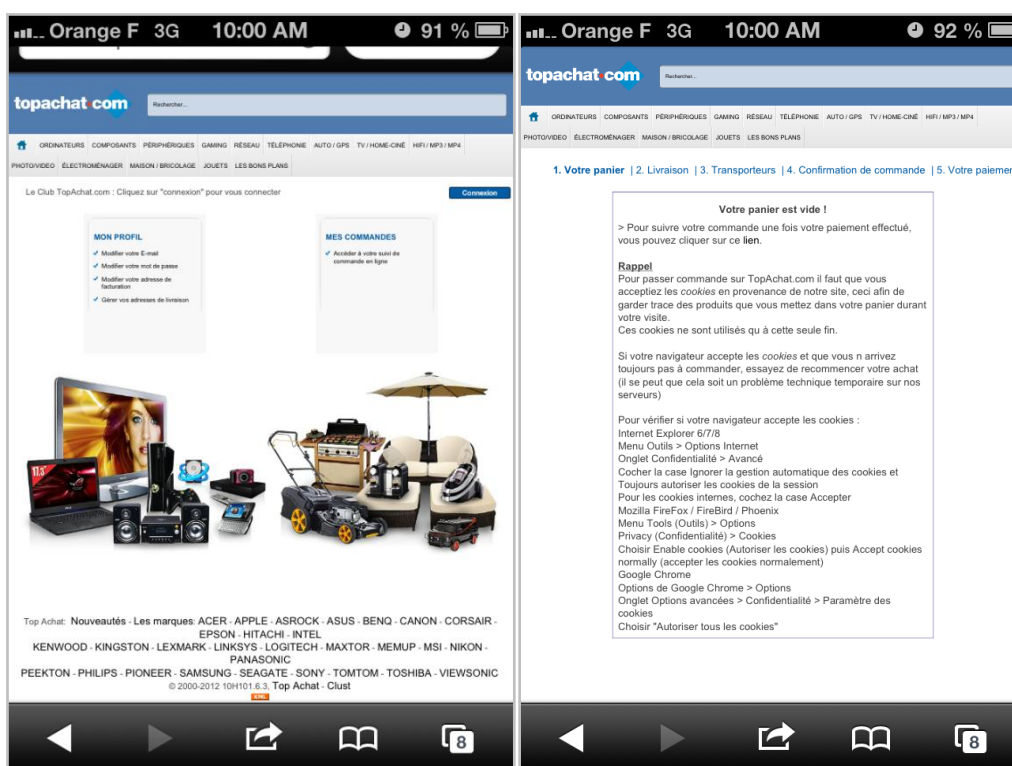 Orange F 3G 10:00 AM 91 %
topachat.com
Rechercher...
ORDINATEURS COMPOSANTS PÉRIPHÉRIQUES GAMING RÉSEAU TÉLÉPHONIE AUTO / GPS TV / HOME-CINÉ HIFI / MP3 / MP4
PHOTO/VIDEO ÉLECTROMÉNAGER MAISON / BRICOLAGE JOUETS LES BONS PLANS
Le Club TopAchat.com : Cliquez sur "connexion" pour vous connecter
Connexion
MON PROFIL
Modifier votre E-mail
Modifier votre mot de passe
Modifier votre adresse de
facturation
Gérer vos adresses de livraison
MES COMMANDES
Accéder à votre suivi de
commande en ligne
17.3"
Top Achat: Nouveautés - Les marques: ACER - APPLE - ASROCK - ASUS - BENQ - CANON - CORSAIR -
EPSON - HITACHI - INTEL
KENWOOD - KINGSTON - LEXMARK - LINKSYS - LOGITECH - MAXTOR - MEMUP - MSI - NIKON -
PANASONIC
PEEKTON - PHILIPS - PIONEER - SAMSUNG - SEAGATE - SONY - TOMTOM - TOSHIBA - VIEWSONIC
© 2000-2012 10H101.6.3, Top Achat - Clust
XML
8
Orange F 3G 10:00 AM 92 %
topachat.com
Rechercher...
ORDINATEURS COMPOSANTS PÉRIPHÉRIQUES GAMING RÉSEAU TÉLÉPHONIE AUTO / GPS TV / HOME-CINÉ HIFI / MP3 / MP4
PHOTO/VIDEO ÉLECTROMÉNAGER MAISON / BRICOLAGE JOUETS LES BONS PLANS
1. Votre panier | 2. Livraison | 3. Transporteurs | 4. Confirmation de commande | 5. Votre paiemen
Votre panier est vide !
> Pour suivre votre commande une fois votre paiement effectué,
vous pouvez cliquer sur ce lien.
Rappel
Pour passer commande sur TopAchat.com il faut que vous
acceptiez les cookies en provenance de notre site, ceci afin de
garder trace des produits que vous mettez dans votre panier durant
votre visite.
Ces cookies ne sont utilisés qu à cette seule fin.
Si votre navigateur accepte les cookies et que vous n arrivez
toujours pas à commander, essayez de recommencer votre achat
(il se peut que cela soit un problème technique temporaire sur nos
serveurs)
Pour vérifier si votre navigateur accepte les cookies :
Internet Explorer 6/7/8
Menu Outils > Options Internet
Onglet Confidentialité > Avancé
Cocher la case Ignorer la gestion automatique des cookies et
Toujours autoriser les cookies de la session
Pour les cookies internes, cochez la case Accepter
Mozilla FireFox / FireBird / Phoenix
Menu Tools (Outils) > Options
Privacy (Confidentialité) > Cookies
Choisir Enable cookies (Autoriser les cookies) puis Accept cookies
normally (accepter les cookies normalement)
Google Chrome
Options de Google Chrome > Options
Onglet Options avancées > Confidentialité > Paramètre des
cookies
Choisir "Autoriser tous les cookies"
8